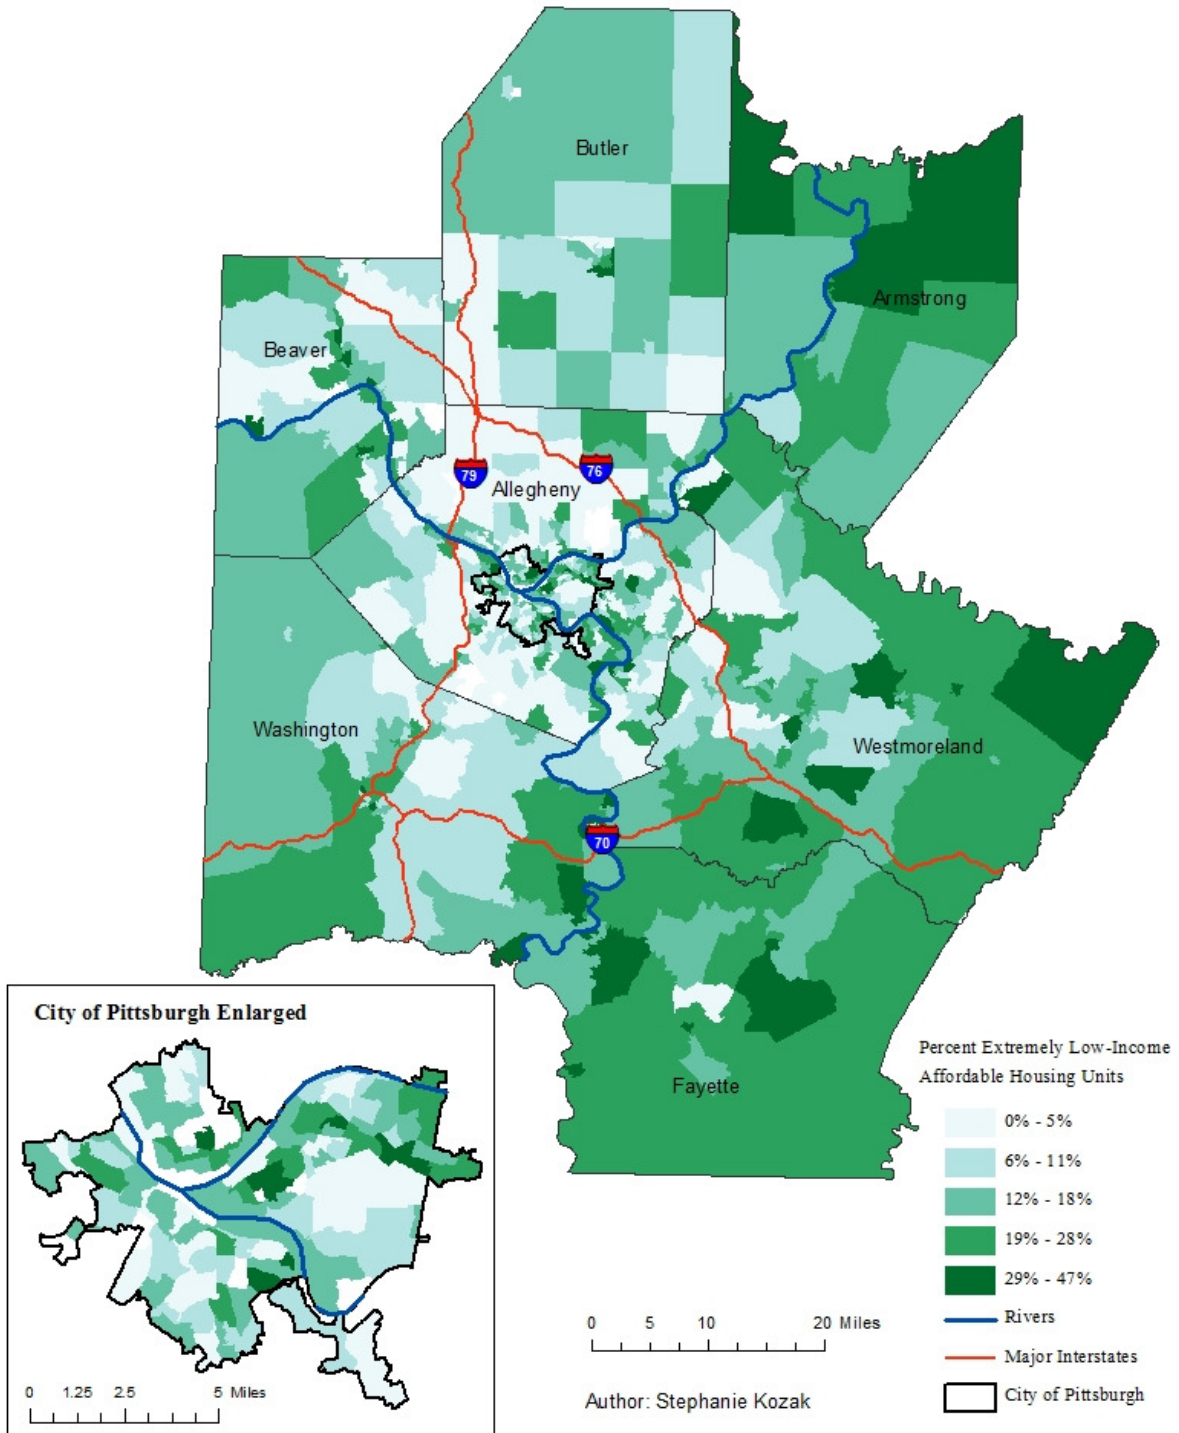 Butler
Armstrong
Beaver
79
76
Allegheny
Washington
Westmoreland
70
Fayette
City of Pittsburgh Enlarged
0 1.25 2.5 5 Miles
Percent Extremely Low-Income
Affordable Housing Units
0% - 5%
6% - 11%
12% - 18%
19% - 28%
29% - 47%
Rivers
Major Interstates
City of Pittsburgh
0 5 10 20 Miles
Author: Stephanie Kozak